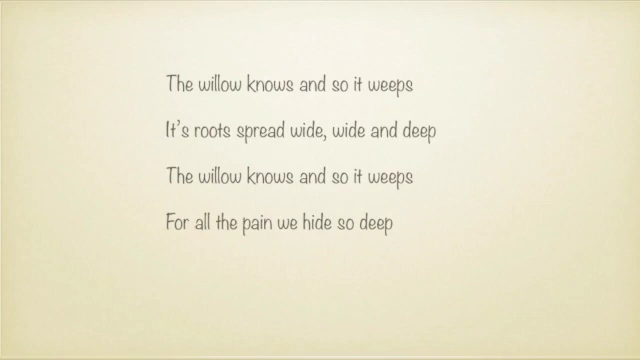 The willow knows and so it weeps
It's roots spread wide, wide and deep
The willow knows and so it weeps
For all the pain we hide so deep